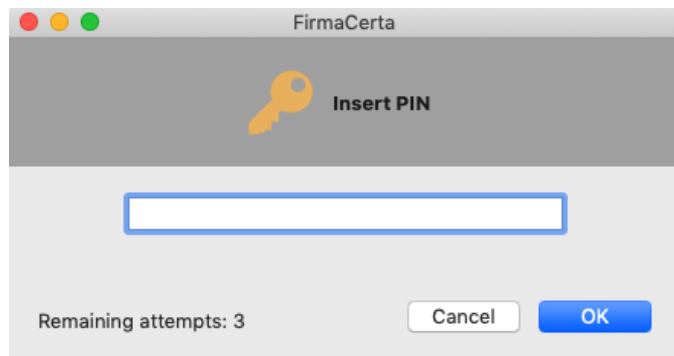 FirmaCerta
Insert PIN
Remaining attempts: 3
Cancel
OK